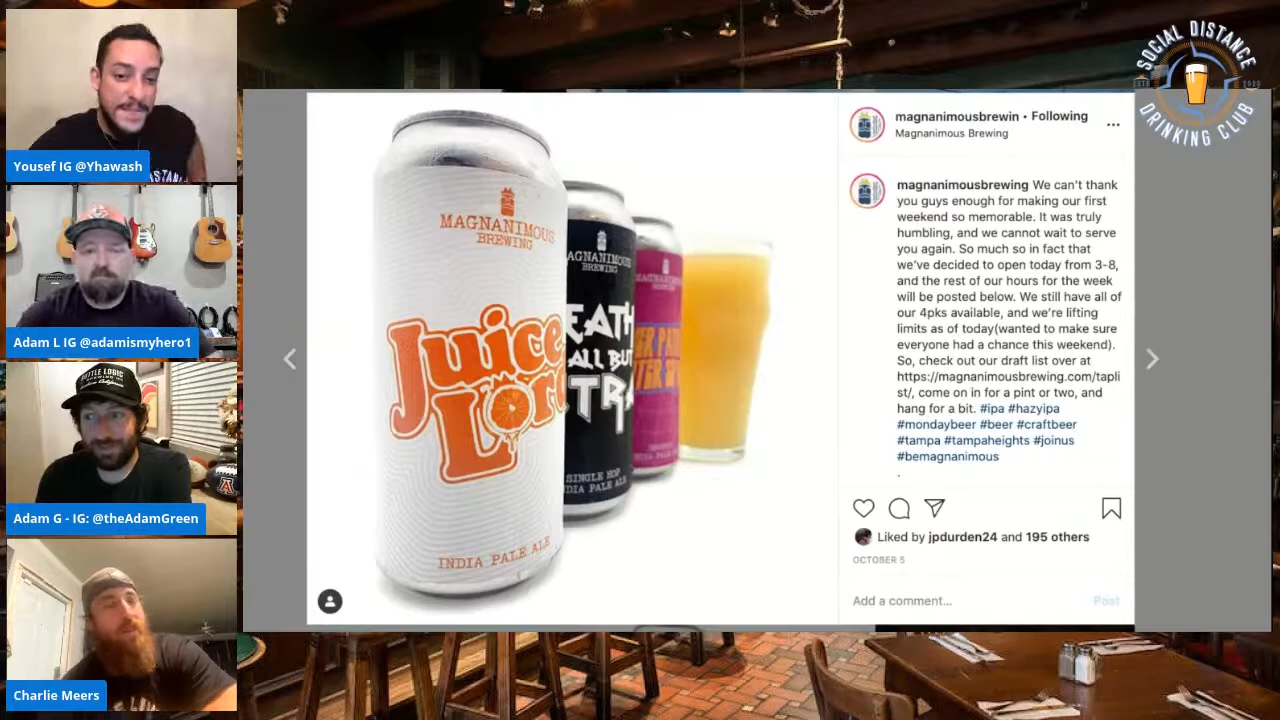 SOCIAL DISTANCE
DRINKING CLUB
Yousef IG @Yhawash
Adam L IG @adamismyhero1
Adam G - IG: @theAdamGreen
Charlie Meers
MAGNANIMOUS
BREWING
Juice
Lord
INDIA PALE ALE
MAGNANIMOUS
BREWING
EATH
ALL BUT
SINGLE HOP
INDIA PALE ALE
BREWING
magnanimousbrewin • Following
Magnanimous Brewing
...
magnanimousbrewing We can't thank
you guys enough for making our first
weekend so memorable. It was truly
humbling, and we cannot wait to serve
you again. So much so in fact that
we've decided to open today from 3-8,
and the rest of our hours for the week
will be posted below. We still have all of
our 4pks available, and we're lifting
limits as of today(wanted to make sure
everyone had a chance this weekend).
So, check out our draft list over at
https://magnanimousbrewing.com/tapli
st/, come on in for a pint or two, and
hang for a bit. #ipa #hazyipa
#mondaybeer #beer #craftbeer
#tampa #tampaheights #joinus
#bemagnanimous
.
Liked by jpdurden24 and 195 others
OCTOBER 5
Add a comment...
Post